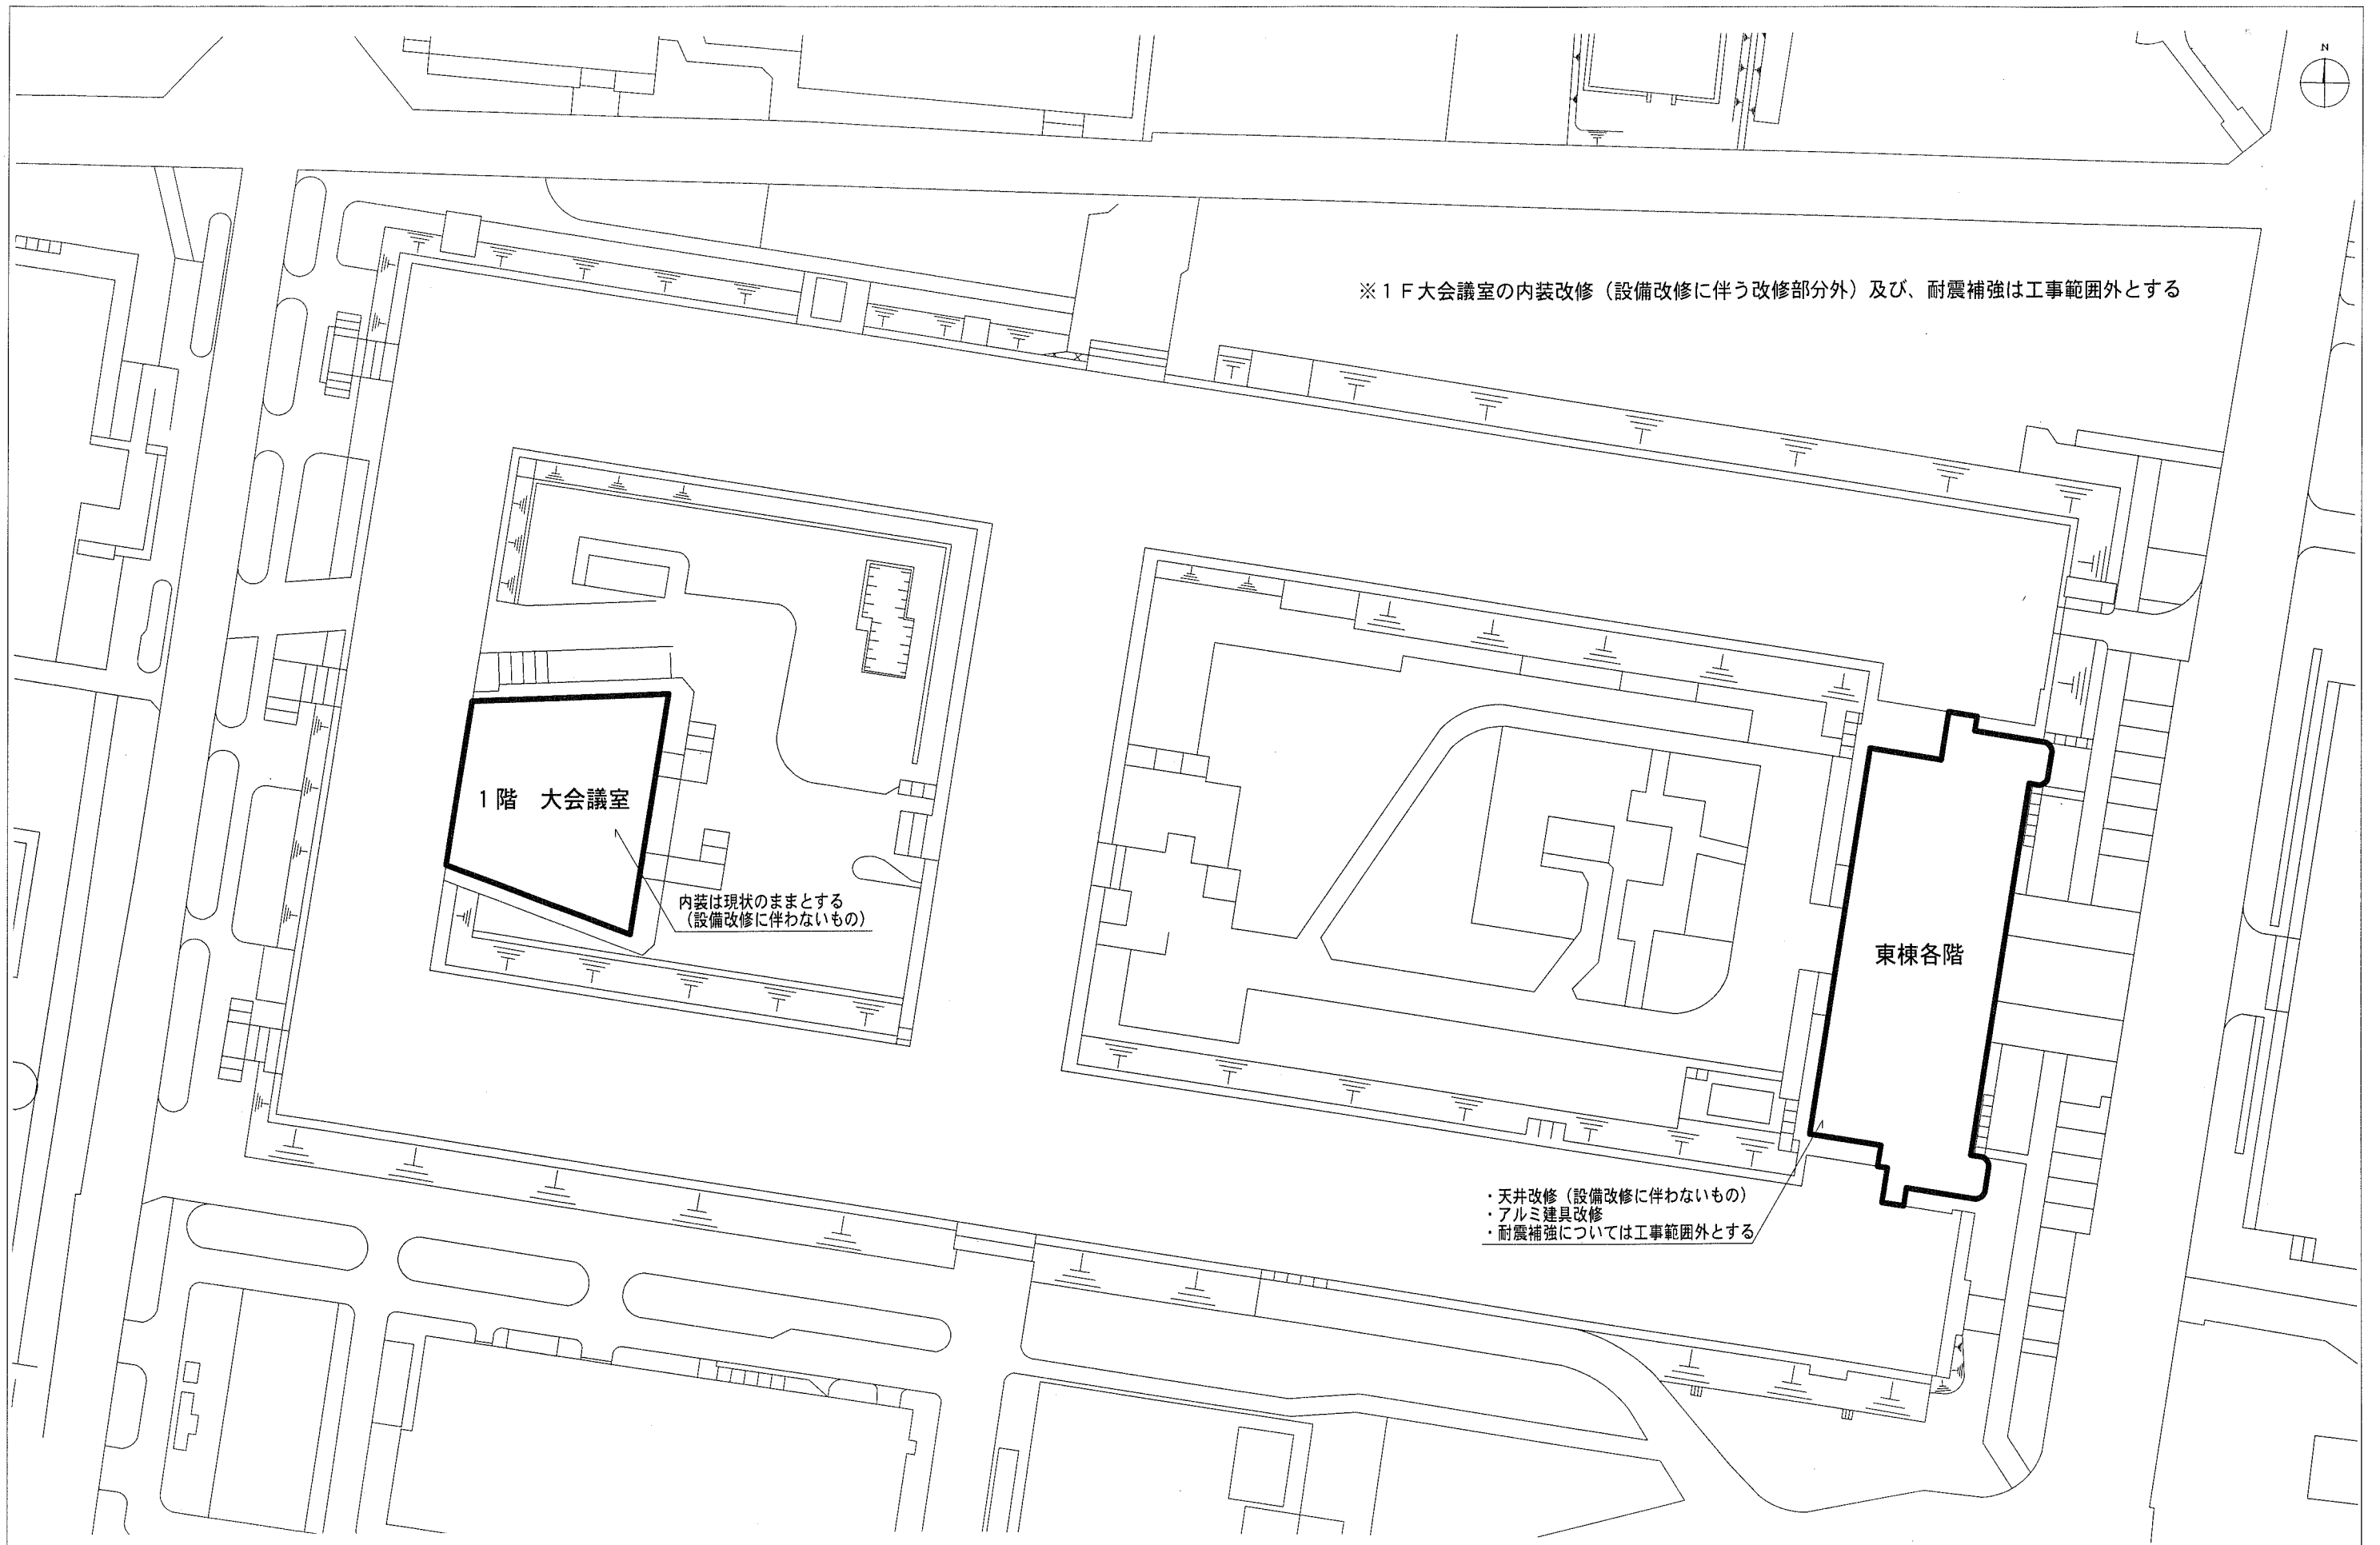 N
※1F大会議室の内装改修（設備改修に伴う改修部分外）及び、耐震補強は工事範囲外とする
1階　大会議室
内装は現状のままとする
（設備改修に伴わないもの）
東棟各階
・天井改修（設備改修に伴わないもの）
・アルミ建具改修
・耐震補強については工事範囲外とする